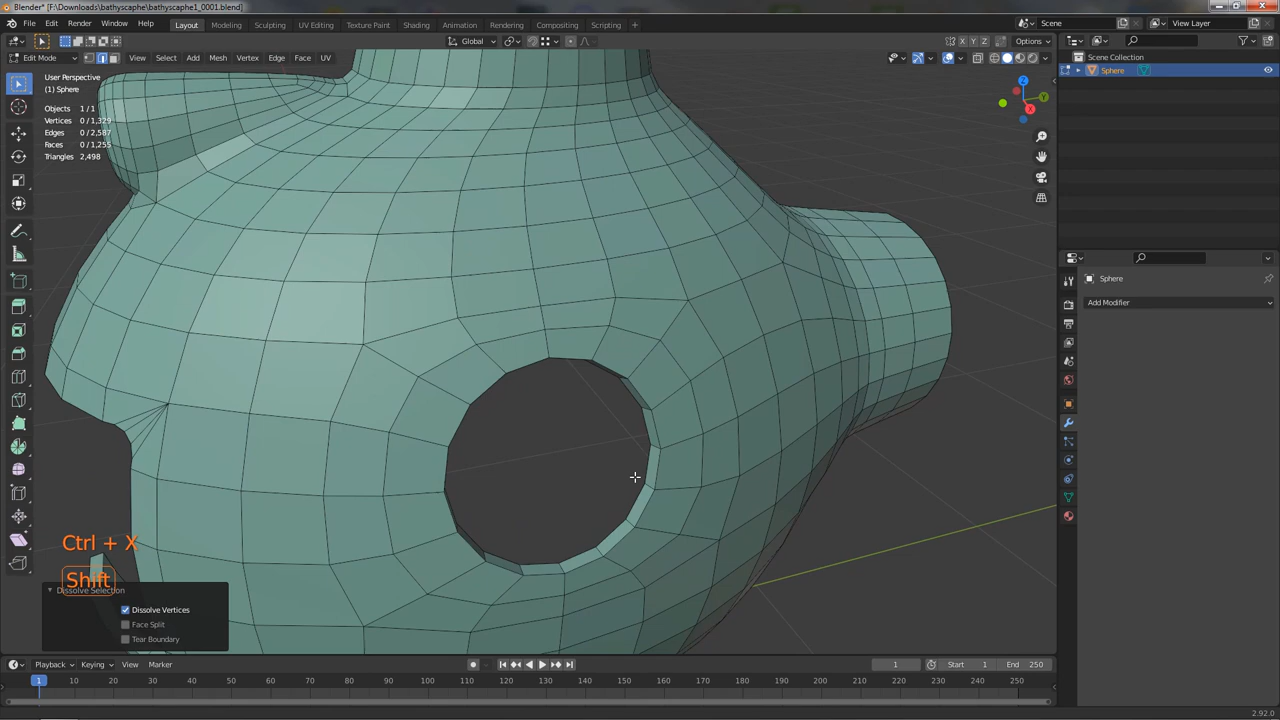 Blender* [F:\Downloads\bathyscaphe\bathyscaphe1_0001.blend]
File Edit Render Window Help Layout Modeling Sculpting UV Editing Texture Paint Shading Animation Rendering Compositing Scripting Scene View Layer
Global X Y Z Options
Edit Mode View Select Add Mesh Vertex Edge Face UV
Scene Collection
Sphere
User Perspective
(1) Sphere
Objects 1/1
Vertices 0/1,329
Edges 0/2,587
Faces 0/1,255
Triangles 2,498
Z
Y
X
Sphere
Add Modifier
Ctrl + X
Shift
Dissolve Selection
Dissolve Vertices
Face Split
Tear Boundary
Playback Keying View Marker 1 Start 1 End 250
1 10 20 30 40 50 60 70 80 90 100 110 120 130 140 150 160 170 180 190 200 210 220 230 240 250
2.92.0